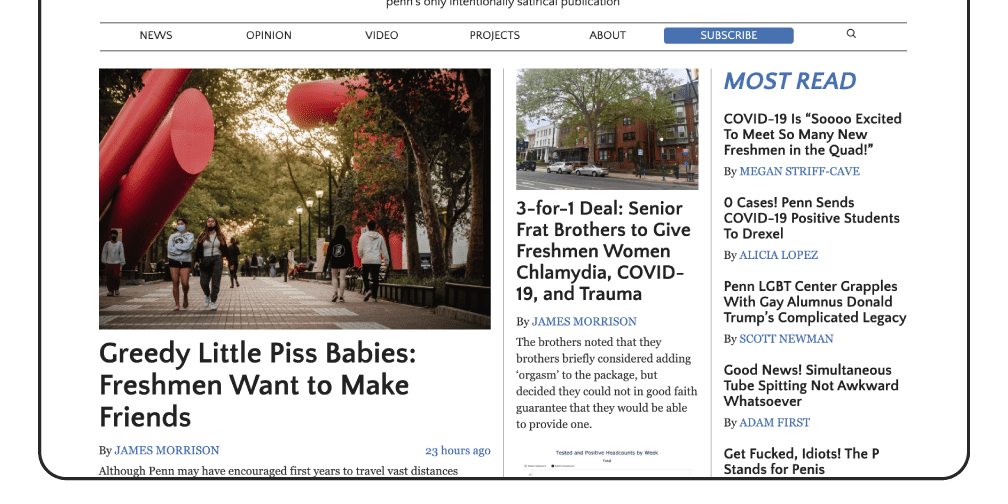 penn's only intentionally satirical publication
NEWS OPINION VIDEO PROJECTS ABOUT SUBSCRIBE
Greedy Little Piss Babies:
Freshmen Want to Make
Friends
By JAMES MORRISON 23 hours ago
Although Penn may have encouraged first years to travel vast distances
3-for-1 Deal: Senior
Frat Brothers to Give
Freshmen Women
Chlamydia, COVID-
19, and Trauma
By JAMES MORRISON
The brothers noted that they
brothers briefly considered adding
'orgasm' to the package, but
decided they could not in good faith
guarantee that they would be able
to provide one.
Tested and Positive Headcounts by Week
MOST READ
COVID-19 Is “Soooo Excited
To Meet So Many New
Freshmen in the Quad!”
By MEGAN STRIFF-CAVE
0 Cases! Penn Sends
COVID-19 Positive Students
To Drexel
By ALICIA LOPEZ
Penn LGBT Center Grapples
With Gay Alumnus Donald
Trump’s Complicated Legacy
By SCOTT NEWMAN
Good News! Simultaneous
Tube Spitting Not Awkward
Whatsoever
By ADAM FIRST
Get Fucked, Idiots! The P
Stands for Penis